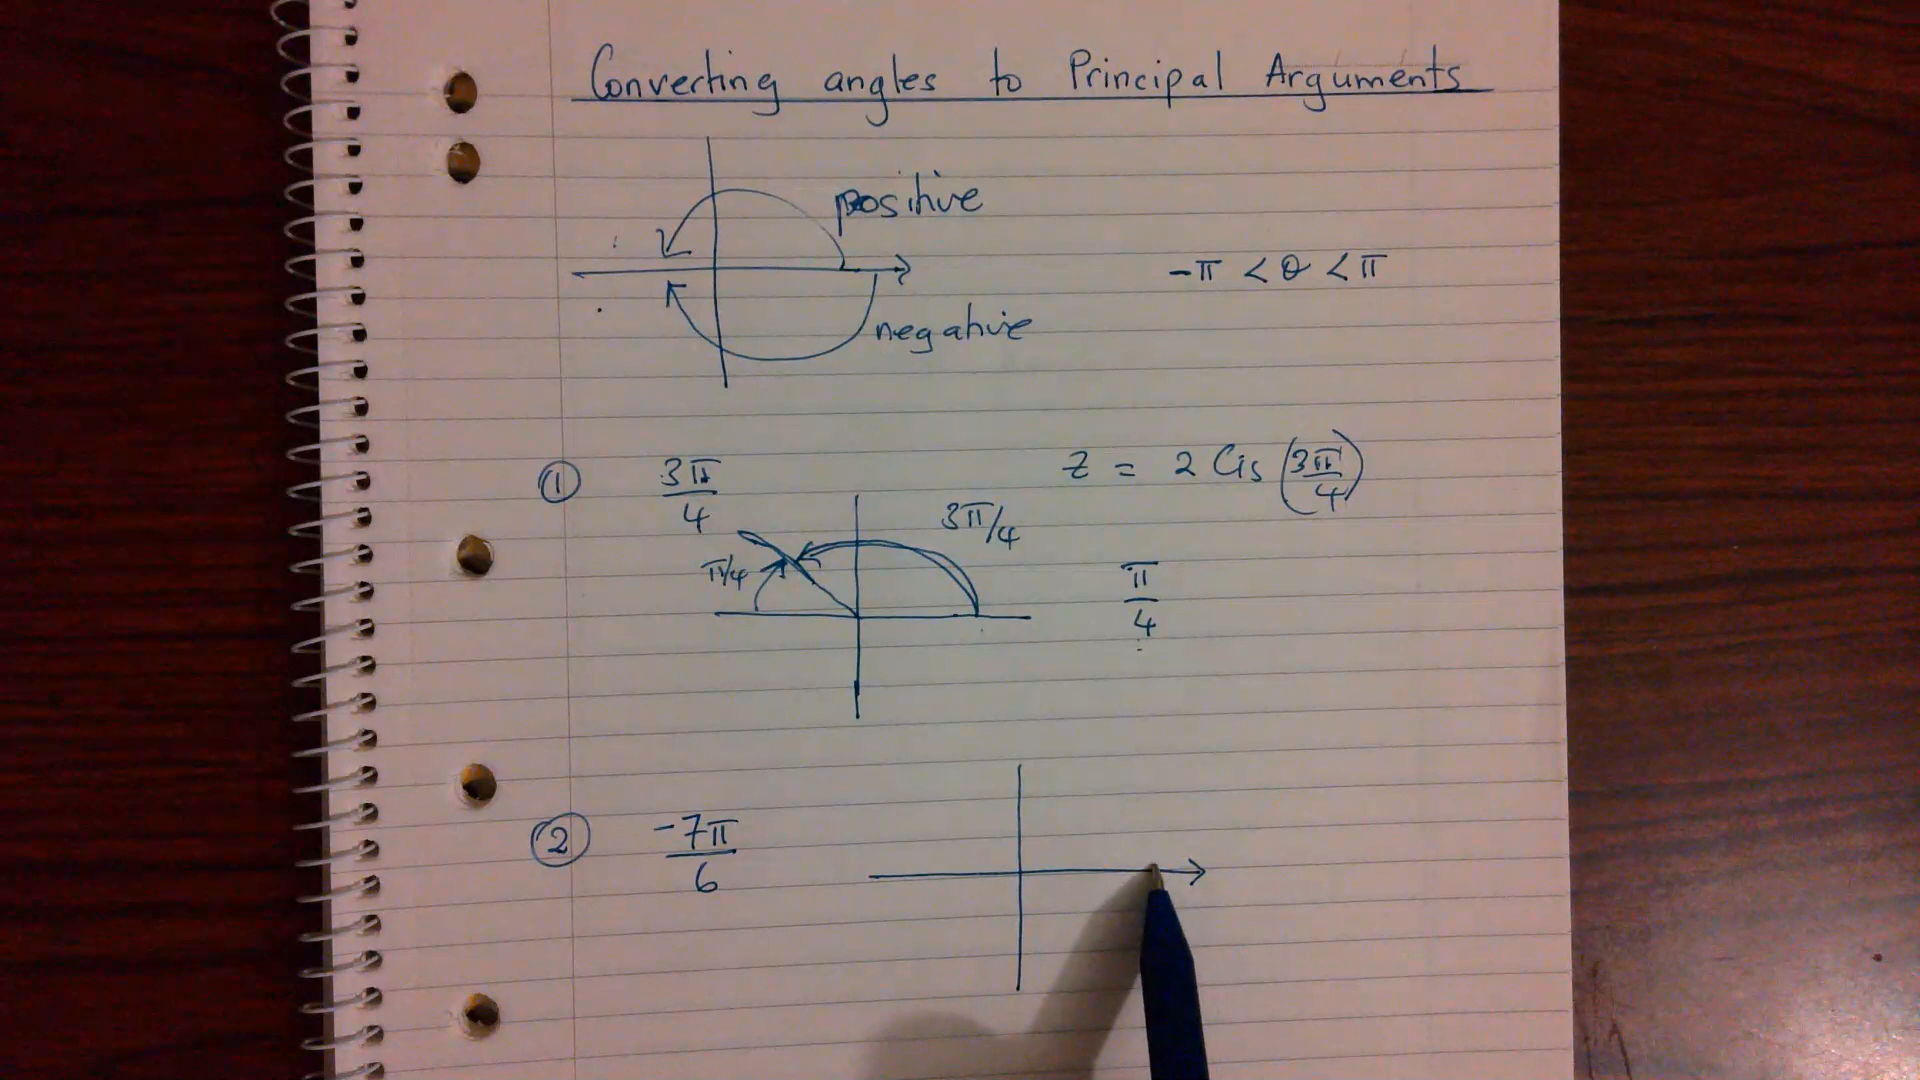 Converting angles to Principal Arguments
positive
-π < θ < π
negative
① 3π/4 z = 2 Cis (3π/4)
3π/4
π/4
π/4
② -7π/6